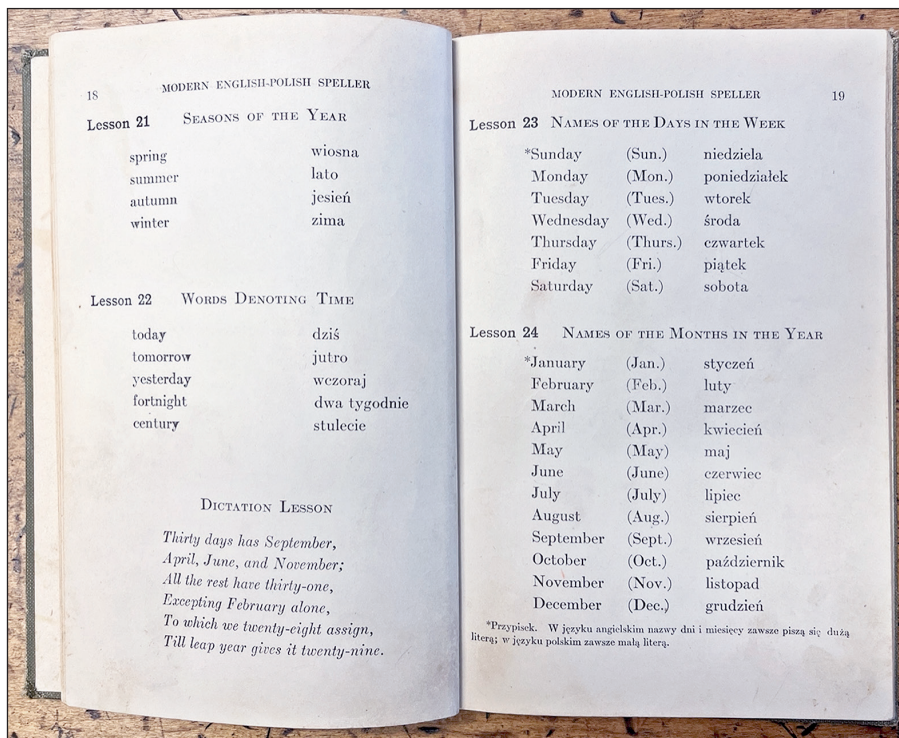 18 MODERN ENGLISH-POLISH SPELLER
Lesson 21 SEASONS OF THE YEAR
spring wiosna
summer lato
autumn jesień
winter zima
Lesson 22 WORDS DENOTING TIME
today dziś
tomorrow jutro
yesterday wczoraj
fortnight dwa tygodnie
century stulecie
DICTATION LESSON
Thirty days has September,
April, June, and November;
All the rest have thirty-one,
Excepting February alone,
To which we twenty-eight assign,
Till leap year gives it twenty-nine.
MODERN ENGLISH-POLISH SPELLER 19
Lesson 23 NAMES OF THE DAYS IN THE WEEK
*Sunday (Sun.) niedziela
Monday (Mon.) poniedziałek
Tuesday (Tues.) wtorek
Wednesday (Wed.) środa
Thursday (Thurs.) czwartek
Friday (Fri.) piątek
Saturday (Sat.) sobota
Lesson 24 NAMES OF THE MONTHS IN THE YEAR
*January (Jan.) styczeń
February (Feb.) luty
March (Mar.) marzec
April (Apr.) kwiecień
May (May) maj
June (June) czerwiec
July (July) lipiec
August (Aug.) sierpień
September (Sept.) wrzesień
October (Oct.) październik
November (Nov.) listopad
December (Dec.) grudzień
*Przypisek. W języku angielskim nazwy dni i miesięcy zawsze piszą się dużą
literą; w języku polskim zawsze małą literą.